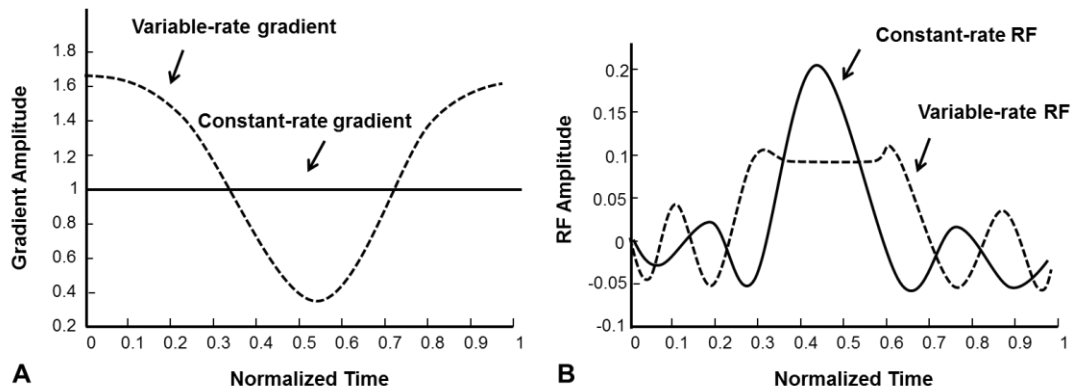 Variable-rate gradient
Constant-rate gradient
Gradient Amplitude
1.8
1.6
1.4
1.2
1
0.8
0.6
0.4
0.2
0 0.1 0.2 0.3 0.4 0.5 0.6 0.7 0.8 0.9 1
A
Normalized Time
Constant-rate RF
Variable-rate RF
RF Amplitude
0.2
0.15
0.1
0.05
0
-0.05
-0.1
0 0.1 0.2 0.3 0.4 0.5 0.6 0.7 0.8 0.9 1
B
Normalized Time